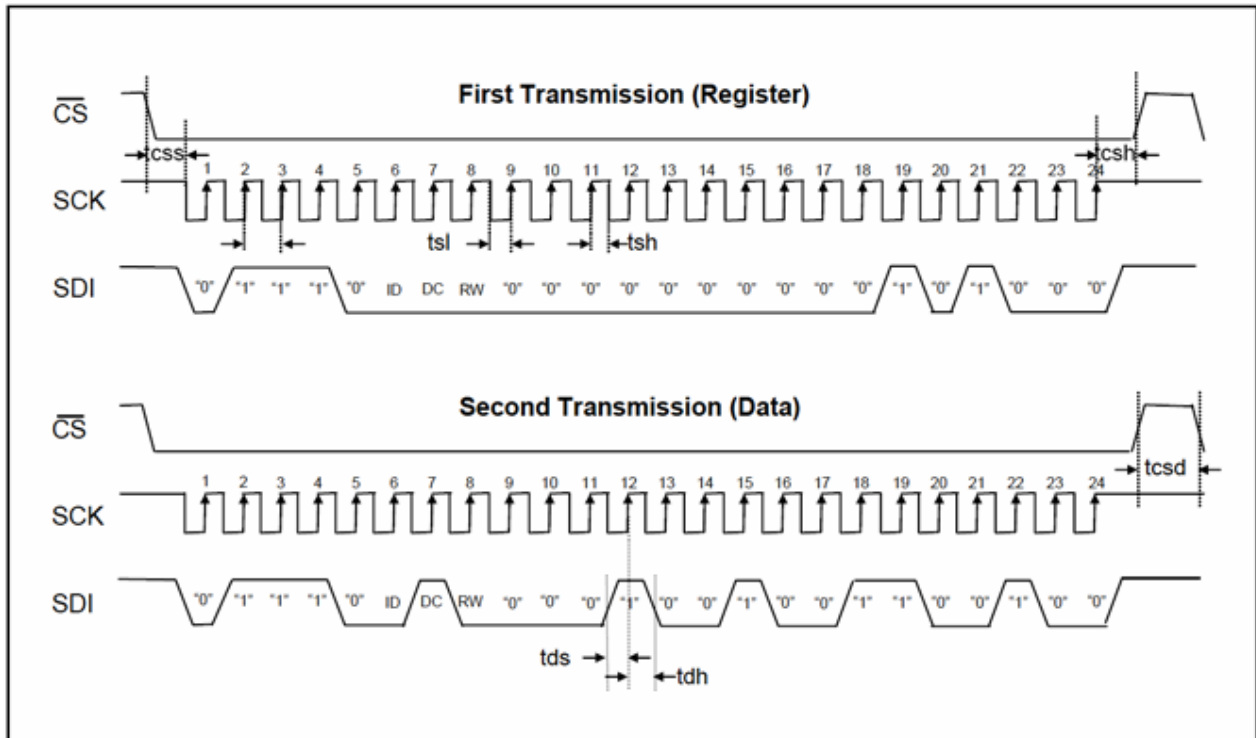 First Transmission (Register)
CS
tcss
tcsh
1 2 3 4 5 6 7 8 9 10 11 12 13 14 15 16 17 18 19 20 21 22 23 24
SCK
tsl
tsh
SDI
"0" "1" "1" "1" "0" ID DC RW "0" "0" "0" "0" "0" "0" "0" "0" "0" "0" "1" "0" "1" "0" "0" "0"
Second Transmission (Data)
CS
tcsd
1 2 3 4 5 6 7 8 9 10 11 12 13 14 15 16 17 18 19 20 21 22 23 24
SCK
SDI
"0" "1" "1" "1" "0" ID DC RW "0" "0" "0" "1" "0" "0" "1" "0" "0" "1" "1" "0" "0" "1" "0" "0"
tds
tdh